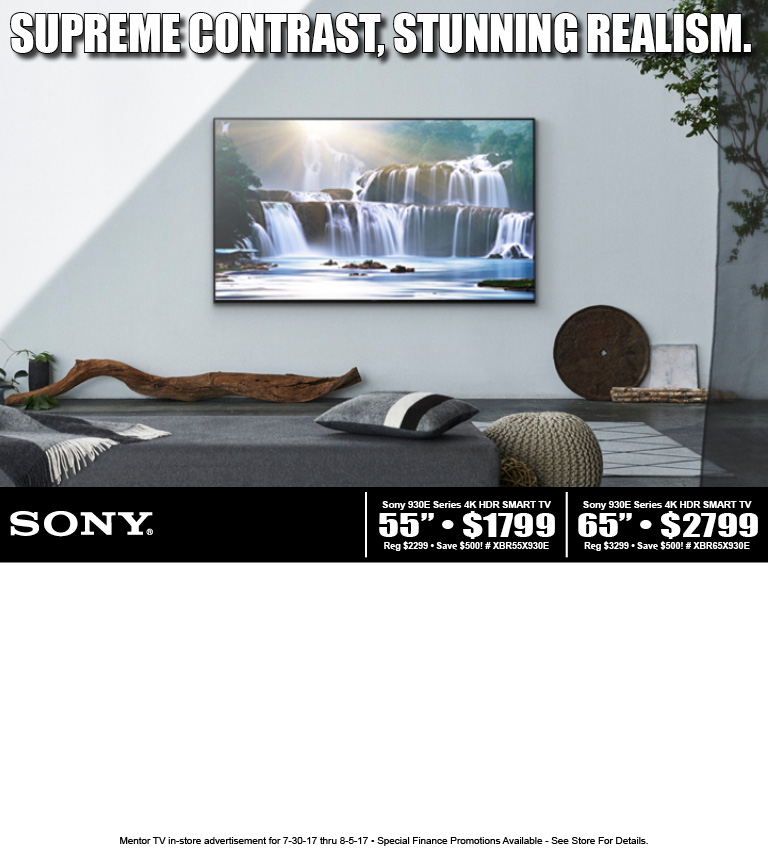 SUPREME CONTRAST, STUNNING REALISM.
SONY®
Sony 930E Series 4K HDR SMART TV
55” • $1799
Reg $2299 • Save $500! # XBR55X930E
Sony 930E Series 4K HDR SMART TV
65” • $2799
Reg $3299 • Save $500! # XBR65X930E
Mentor TV in-store advertisement for 7-30-17 thru 8-5-17 • Special Finance Promotions Available - See Store For Details.